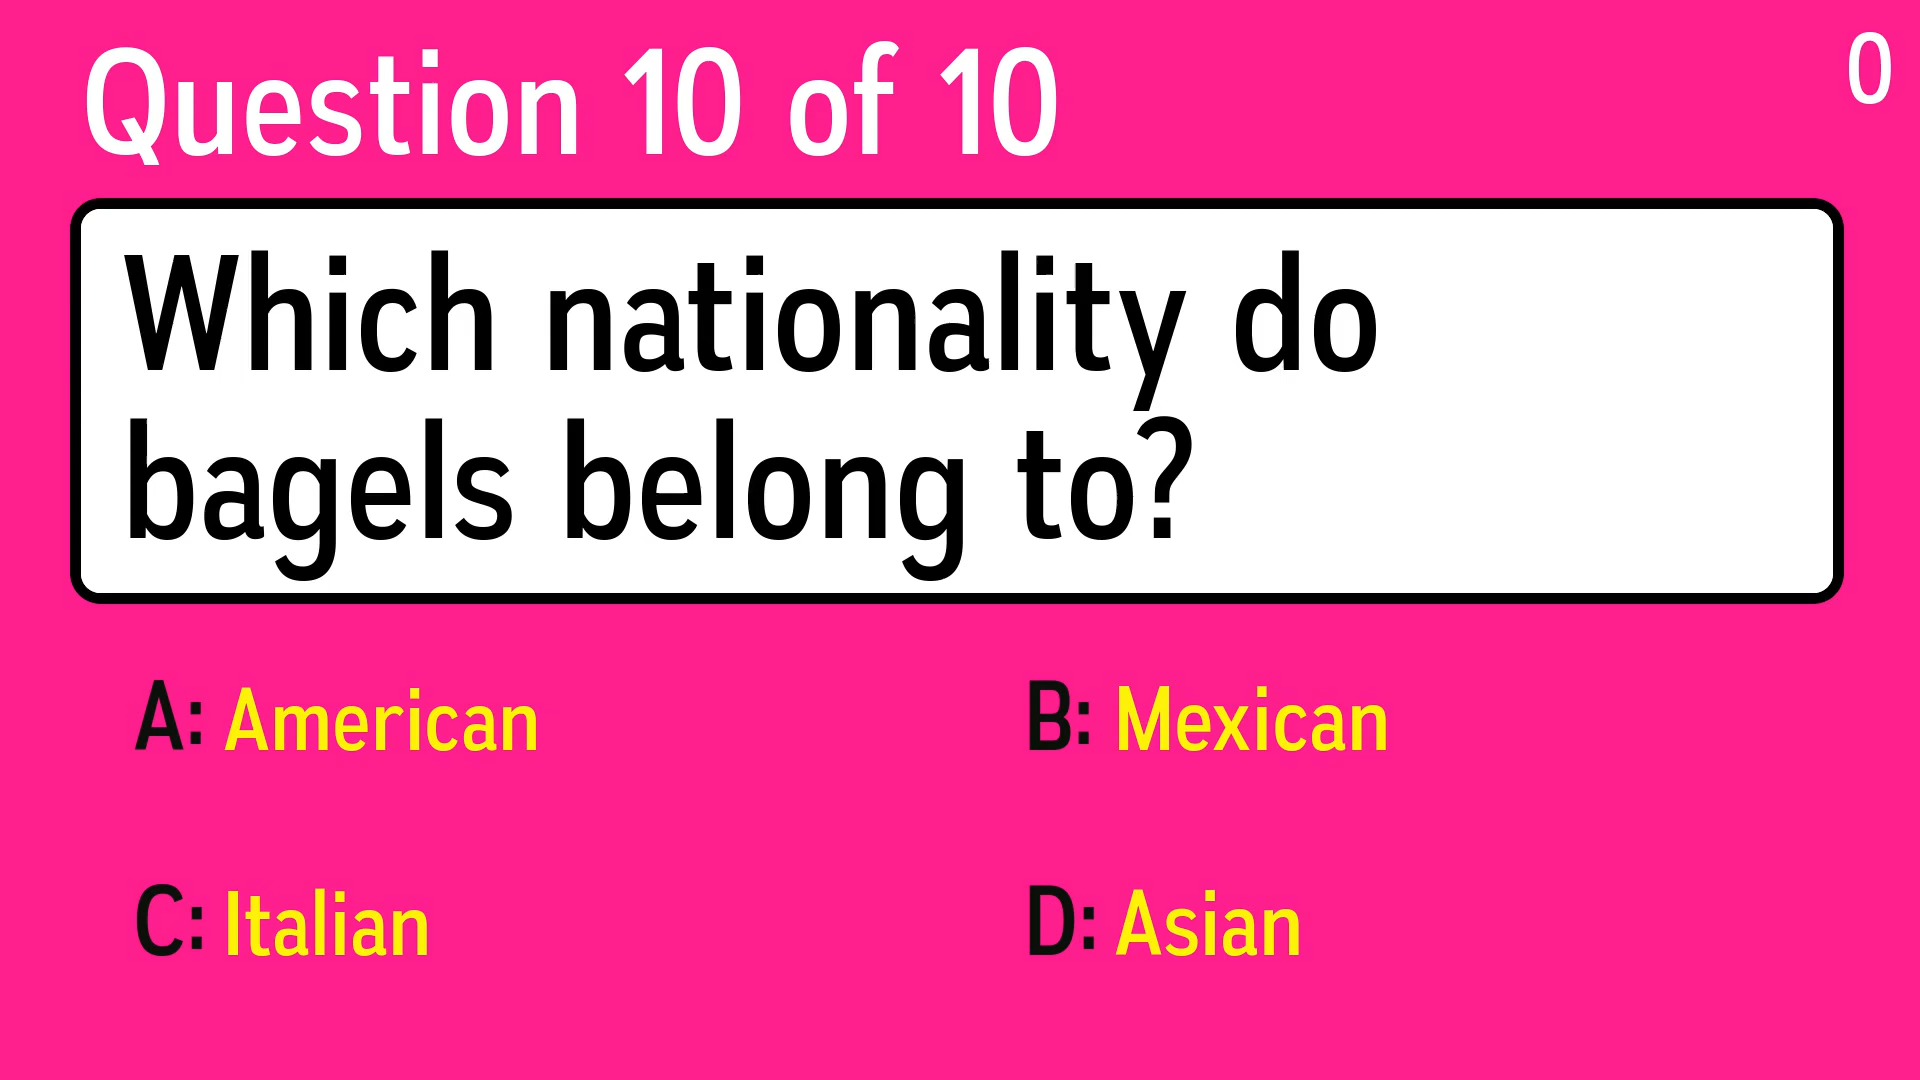 Question 10 of 10
0
Which nationality do
bagels belong to?
A: American
B: Mexican
C: Italian
D: Asian